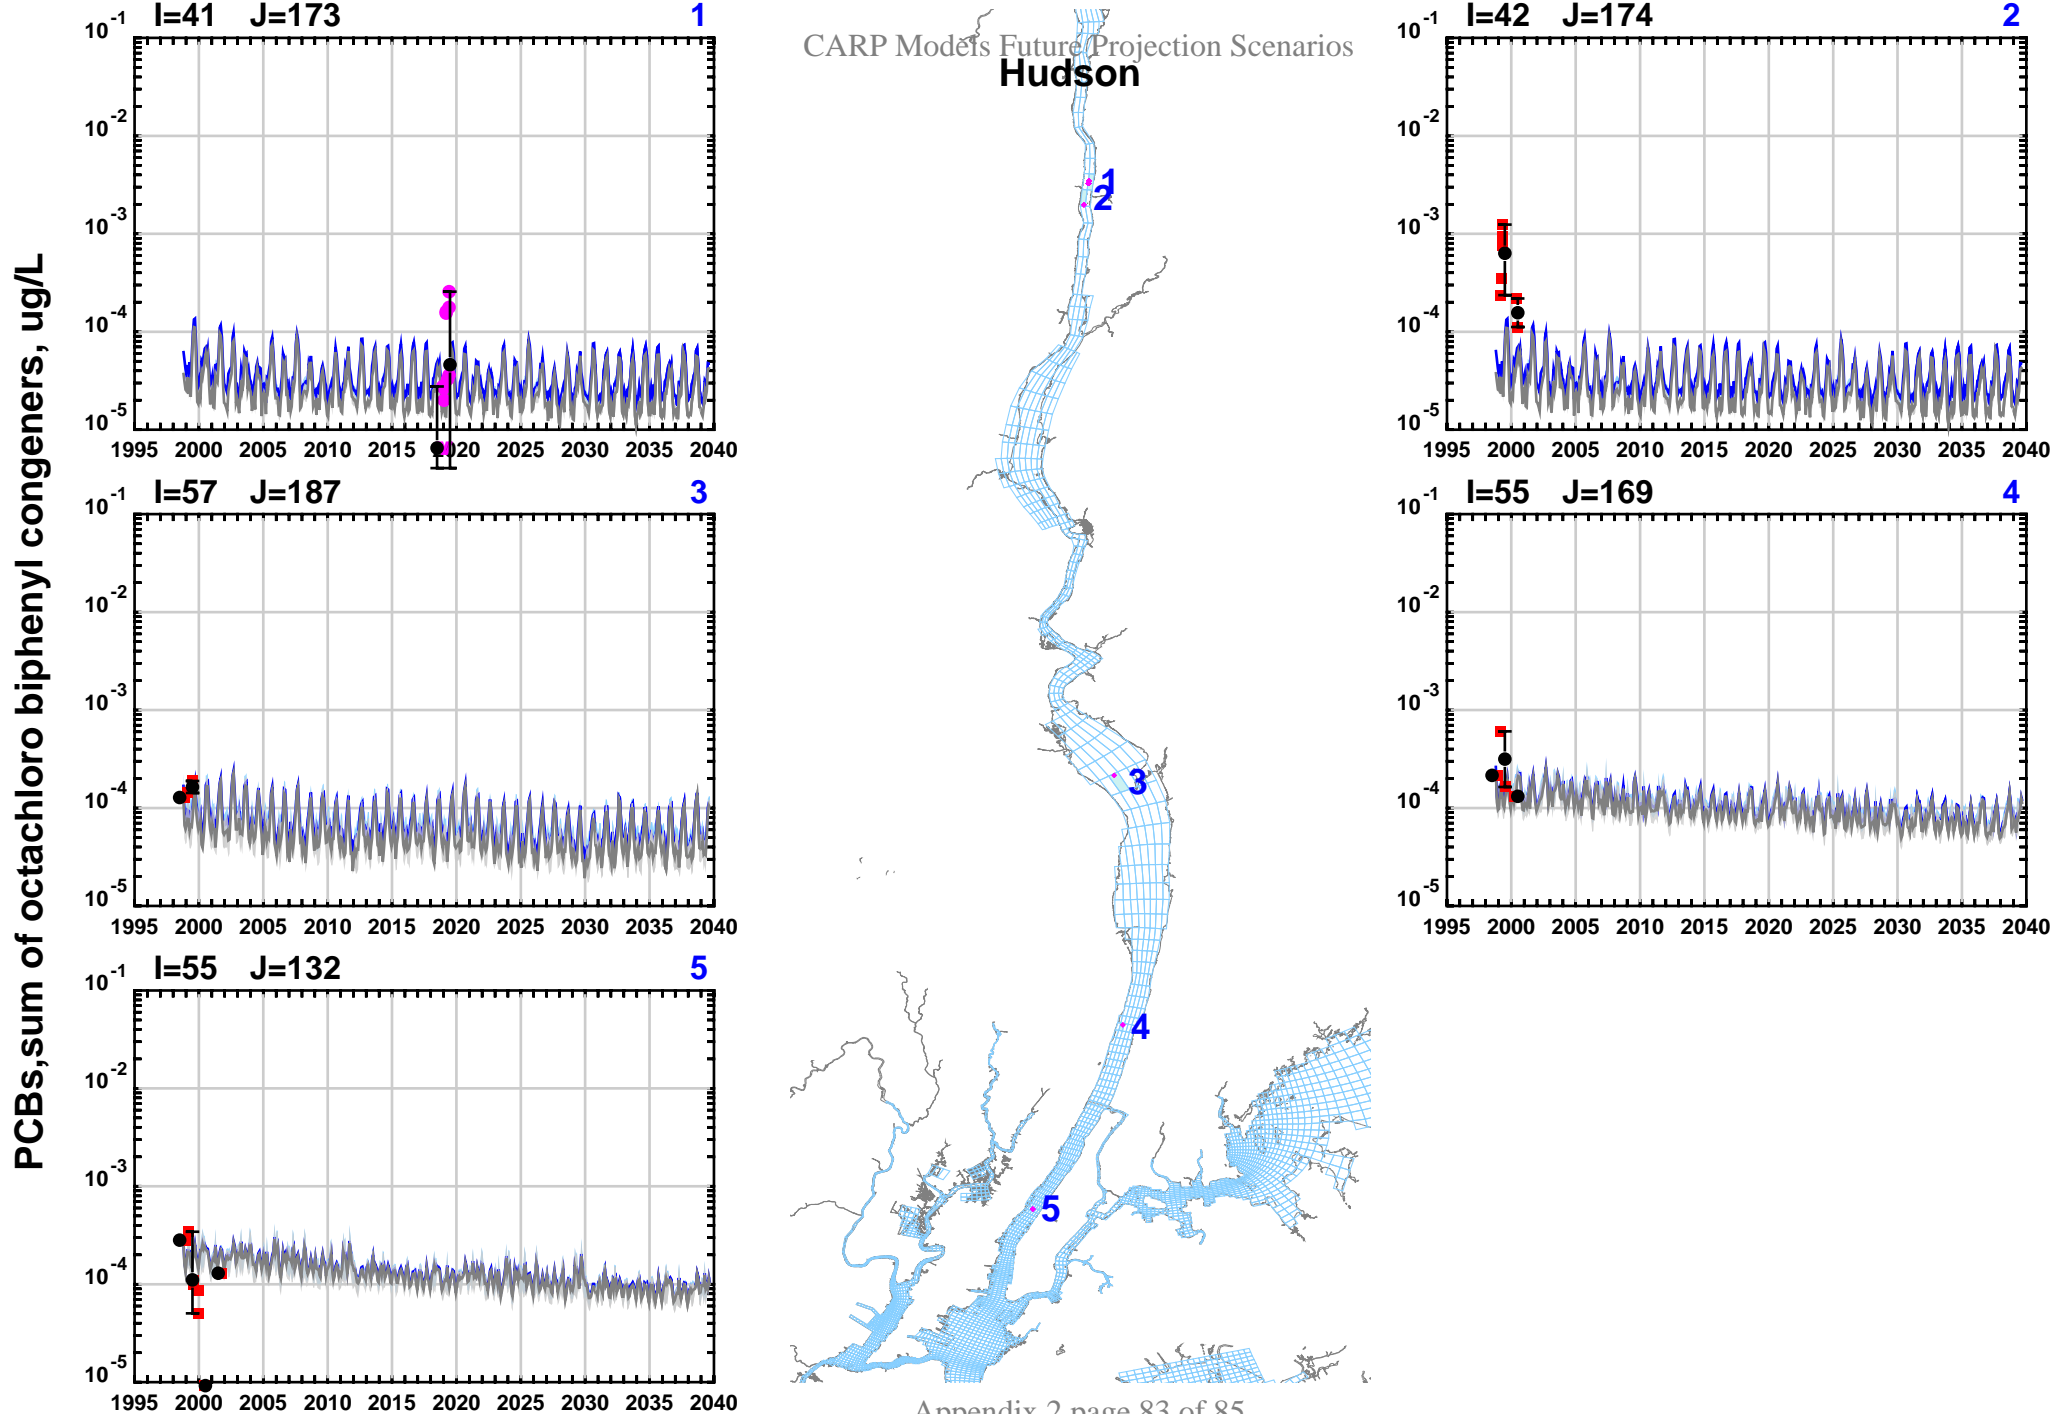 CARP Models Future Projection Scenarios
Hudson
PCBs,sum of octachloro biphenyl congeners, ug/L
I=41 J=173 1
10-1
10-2
10-3
10-4
10-5
1995 2000 2005 2010 2015 2020 2025 2030 2035 2040
I=42 J=174 2
10-1
10-2
10-3
10-4
10-5
1995 2000 2005 2010 2015 2020 2025 2030 2035 2040
I=57 J=187 3
10-1
10-2
10-3
10-4
10-5
1995 2000 2005 2010 2015 2020 2025 2030 2035 2040
I=55 J=169 4
10-1
10-2
10-3
10-4
10-5
1995 2000 2005 2010 2015 2020 2025 2030 2035 2040
I=55 J=132 5
10-1
10-2
10-3
10-4
10-5
1995 2000 2005 2010 2015 2020 2025 2030 2035 2040
1
2
3
4
5
Appendix 2 page 83 of 85